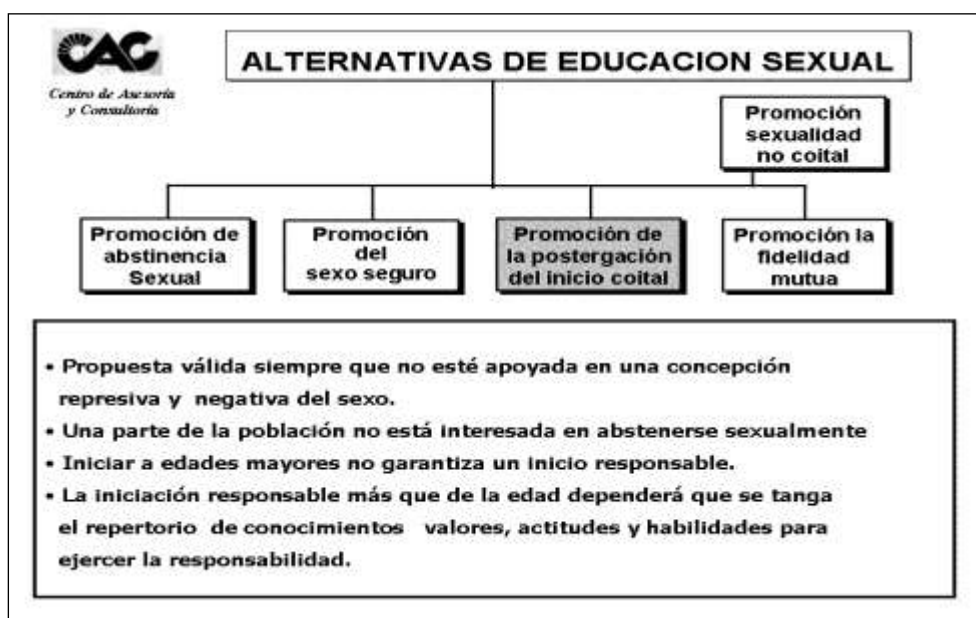 CAC
Centro de Asesoría
y Consultoría
ALTERNATIVAS DE EDUCACION SEXUAL
Promoción
sexualidad
no coital
Promoción de
abstinencia
Sexual
Promoción
del
sexo seguro
Promoción de
la postergación
del inicio coital
Promoción la
fidelidad
mutua
• Propuesta válida siempre que no esté apoyada en una concepción
represiva y negativa del sexo.
• Una parte de la población no está interesada en abstenerse sexualmente
• Iniciar a edades mayores no garantiza un inicio responsable.
• La iniciación responsable más que de la edad dependerá que se tanga
el repertorio de conocimientos valores, actitudes y habilidades para
ejercer la responsabilidad.